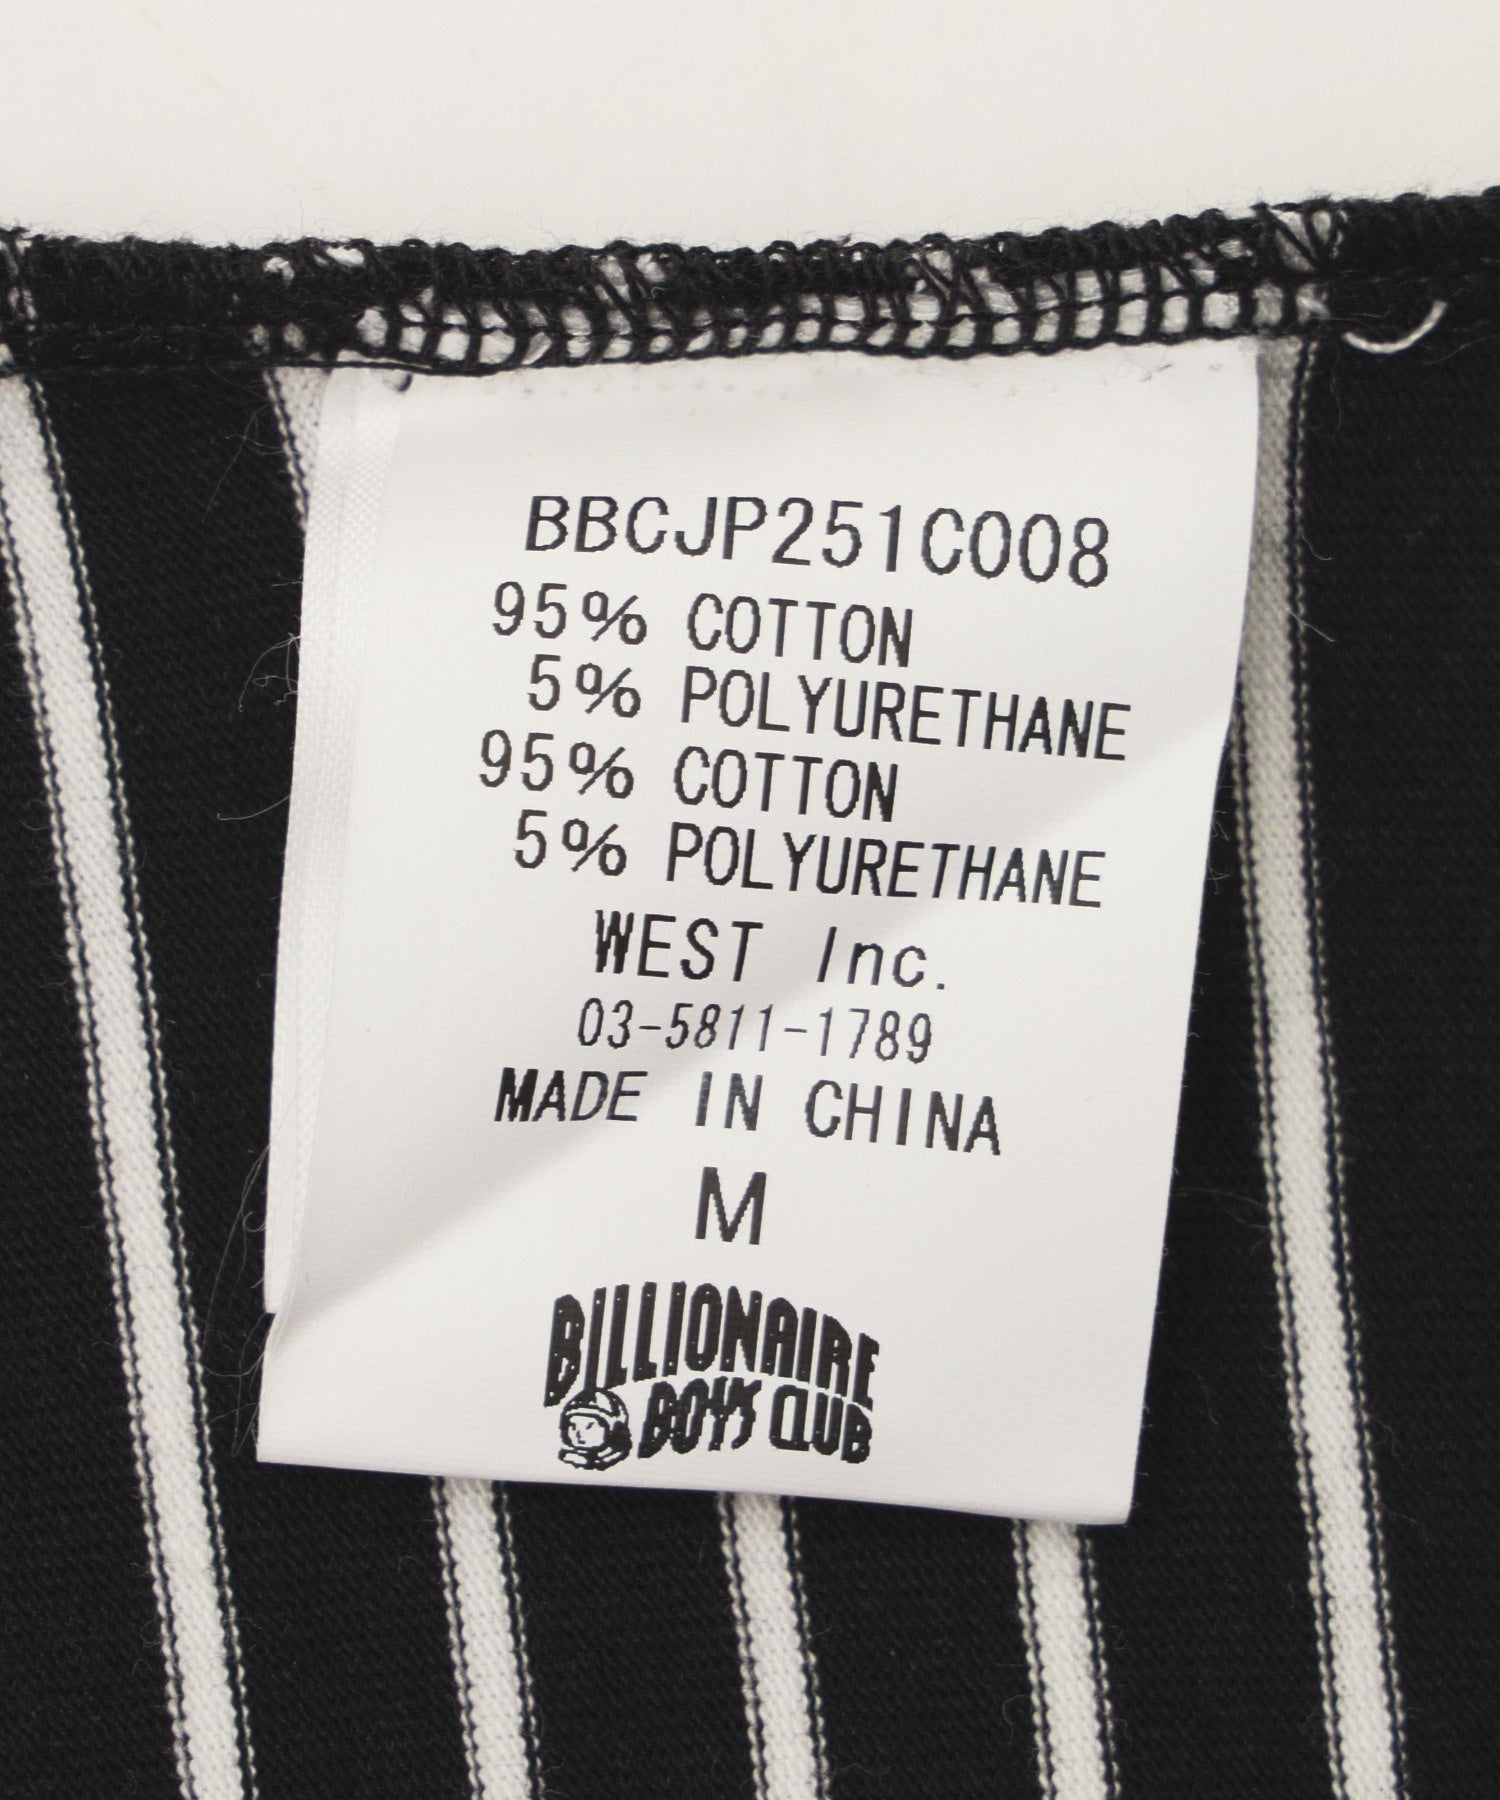 BBCJP251C008
95% COTTON
5% POLYURETHANE
95% COTTON
5% POLYURETHANE
WEST Inc.
03-5811-1789
MADE IN CHINA
M
BILLIONAIRE
BOYS CLUB